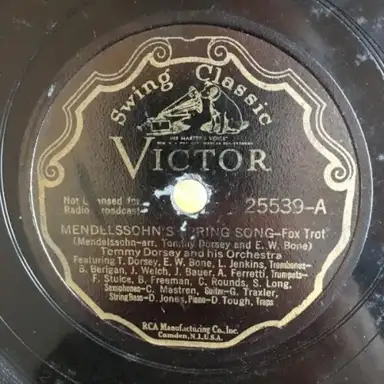 Swing Classic
"HIS MASTER'S VOICE"
VICTOR
Not Licensed for
Radio Broadcast
25539-A
MENDELSSOHN'S RING SONG—Fox Trot
(Mendelssohn-arr. Tommy Dorsey and E. W. Bone)
Tommy Dorsey and his Orchestra
Featuring T. Dorsey, E. W. Bone, L. Jenkins, Trombones-
B. Berigan, J. Welch, J. Bauer, A. Ferretti, Trumpets-
F. Stulce, B. Freeman, C. Rounds, S. Long,
Saxophones-C. Mastren, Guitar-G. Traxler,
String Bass-D. Jones, Piano-D. Tough, Traps
RCA Manufacturing Co., Inc.
Camden, N.J., U.S.A.